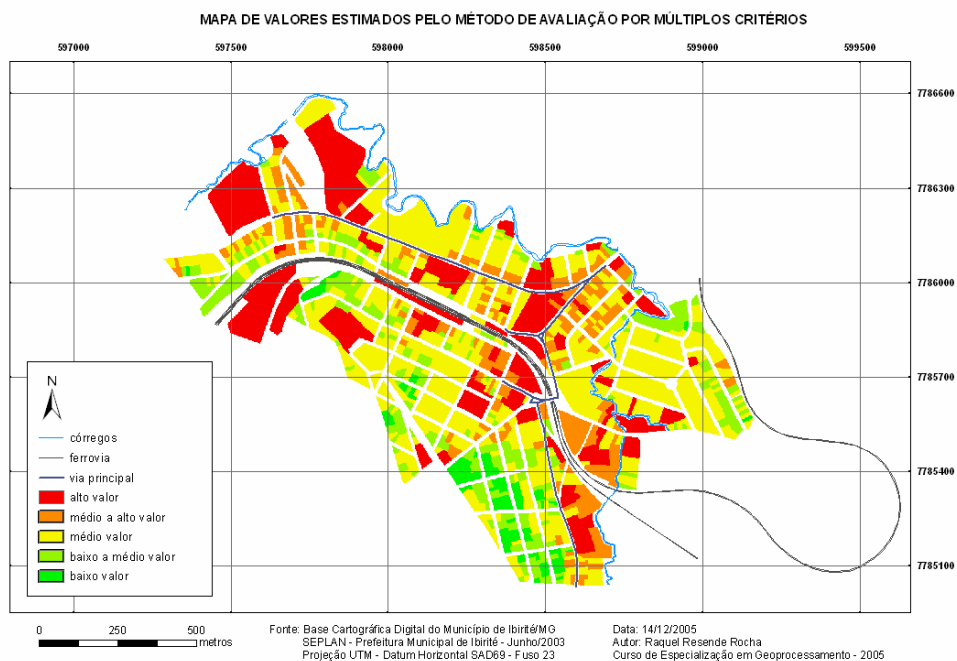 MAPA DE VALORES ESTIMADOS PELO MÉTODO DE AVALIAÇÃO POR MÚLTIPLOS CRITÉRIOS
597000 597500 598000 598500 599000 599500
7786600
7786300
7786000
7785700
7785400
7785100
N
córregos
ferrovia
via principal
alto valor
médio a alto valor
médio valor
baixo a médio valor
baixo valor
0 250 500
metros
Fonte: Base Cartográfica Digital do Município de Ibirité/MG
SEPLAN - Prefeitura Municipal de Ibirité - Junho/2003
Projeção UTM - Datum Horizontal SAD69 - Fuso 23
Data: 14/12/2005
Autor: Raquel Resende Rocha
Curso de Especialização em Geoprocessamento - 2005